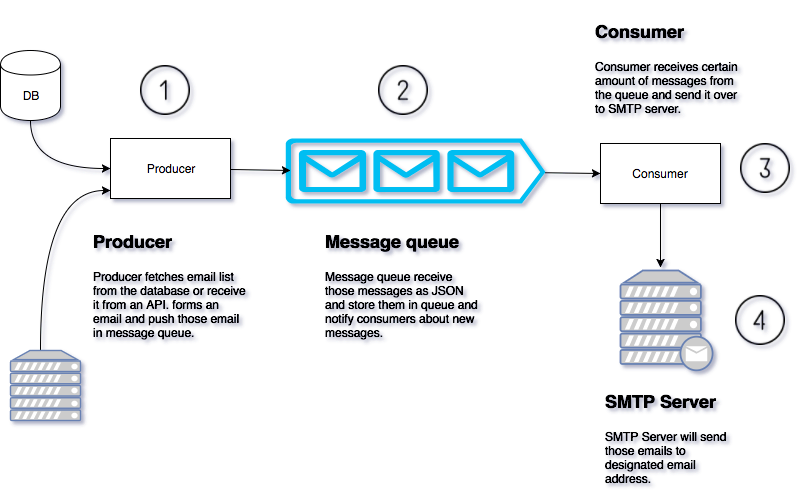 DB
1
Producer
Producer
Producer fetches email list
from the database or receive
it from an API. forms an
email and push those email
in message queue.
2
Message queue
Message queue receive
those messages as JSON
and store them in queue and
notify consumers about new
messages.
Consumer
Consumer receives certain
amount of messages from
the queue and send it over
to SMTP server.
Consumer
3
4
SMTP Server
SMTP Server will send
those emails to
designated email
address.